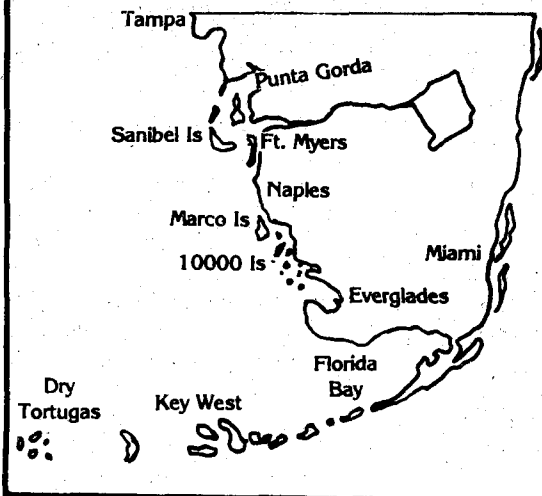 Tampa
Punta Gorda
Sanibel Is
Ft. Myers
Naples
Marco Is
Miami
10000 Is
Everglades
Florida
Bay
Dry
Tortugas
Key West